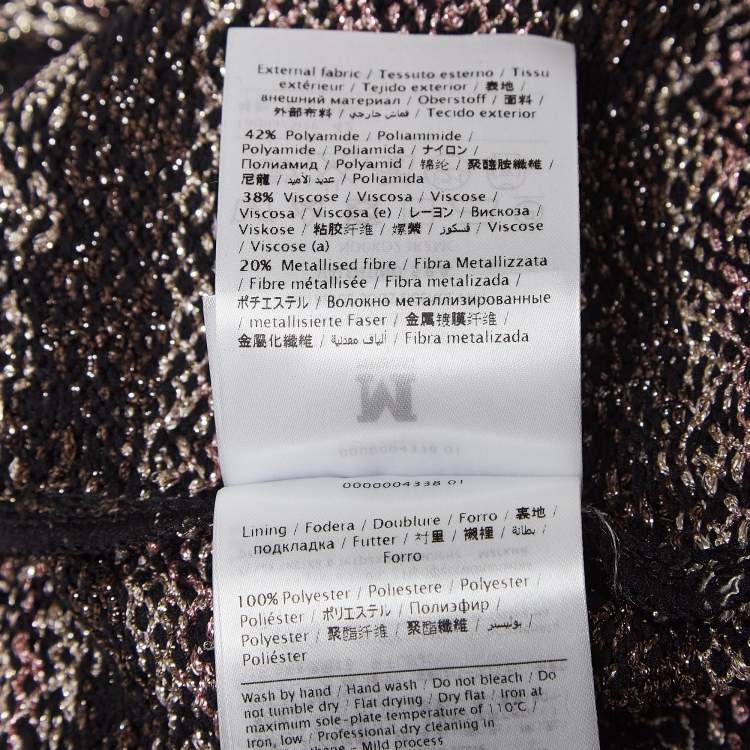 External fabric / Tessuto esterno / Tissu
extérieur / Tejido exterior / 表地 /
внешний материал / Oberstoff / 面料 /
外部布料 / قماش خارجي / Tecido exterior
42% Polyamide / Poliammide /
Polyamide / Poliamida / ナイロン /
Полиамид / Polyamid / 锦纶 / 聚醯胺纖維 /
尼龍 / عديد الأميد / Poliamida
38% Viscose / Viscosa / Viscose /
Viscosa / Viscosa (e) / レーヨン / Вискоза /
Viskose / 粘胶纤维 / 嫘縈 / فسكوز / Viscose
/ Viscose (a)
20% Metallised fibre / Fibra Metallizzata
/ Fibre métallisée / Fibra metalizada /
ポチエステル / Волокно металлизированные
/ metallisierte Faser / 金属镀膜纤维 /
金屬化纖維 / ألياف معدنية / Fibra metalizada
M
0000004338 01
Lining / Fodera / Doublure / Forro / 裏地 /
подкладка / Futter / 衬里 / 襯裡 / بطانة /
Forro
100% Polyester / Poliestere / Polyester /
Poliéster / ポリエステル / Полиэфир /
Polyester / 聚酯纤维 / 聚酯纖維 / بوليستر /
Poliéster
Wash by hand / Hand wash / Do not bleach / Do
not tumble dry / Flat drying / Dry flat / Iron at
maximum sole-plate temperature of 110℃ /
Iron, low / Professional dry cleaning in
- Mild process